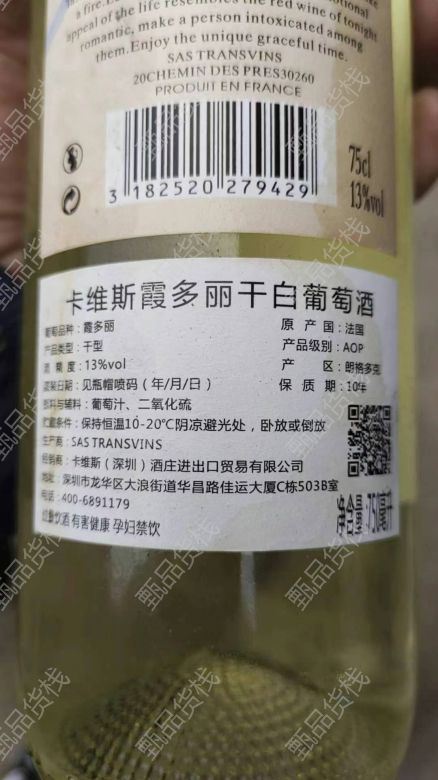 a fire.
appeal of the life resembles the red wine of tonight
romantic, make a person intoxicated among
them.Enjoy the unique graceful time.
SAS TRANSVINS
20CHEMIN DES PRES30260
PRODUIT EN FRANCE
3 182520 279429
75cl
13%vol
卡维斯霞多丽干白葡萄酒
葡萄品种：霞多丽 原产国：法国
产品类型：干型 产品级别：AOP
酒精度：13%vol 产区：朗格多克
灌装日期：见瓶帽喷码（年/月/日） 保质期：10年
原料与辅料：葡萄汁、二氧化硫
贮藏条件：保持恒温10-20℃阴凉避光处，卧放或倒放
生产商：SAS TRANSVINS
经销商：卡维斯（深圳）酒庄进出口贸易有限公司
地址：深圳市龙华区大浪街道华昌路佳运大厦C栋503B室
电话：400-6891179
过量饮酒 有害健康 孕妇禁饮
净含量:750毫升
甄品货栈